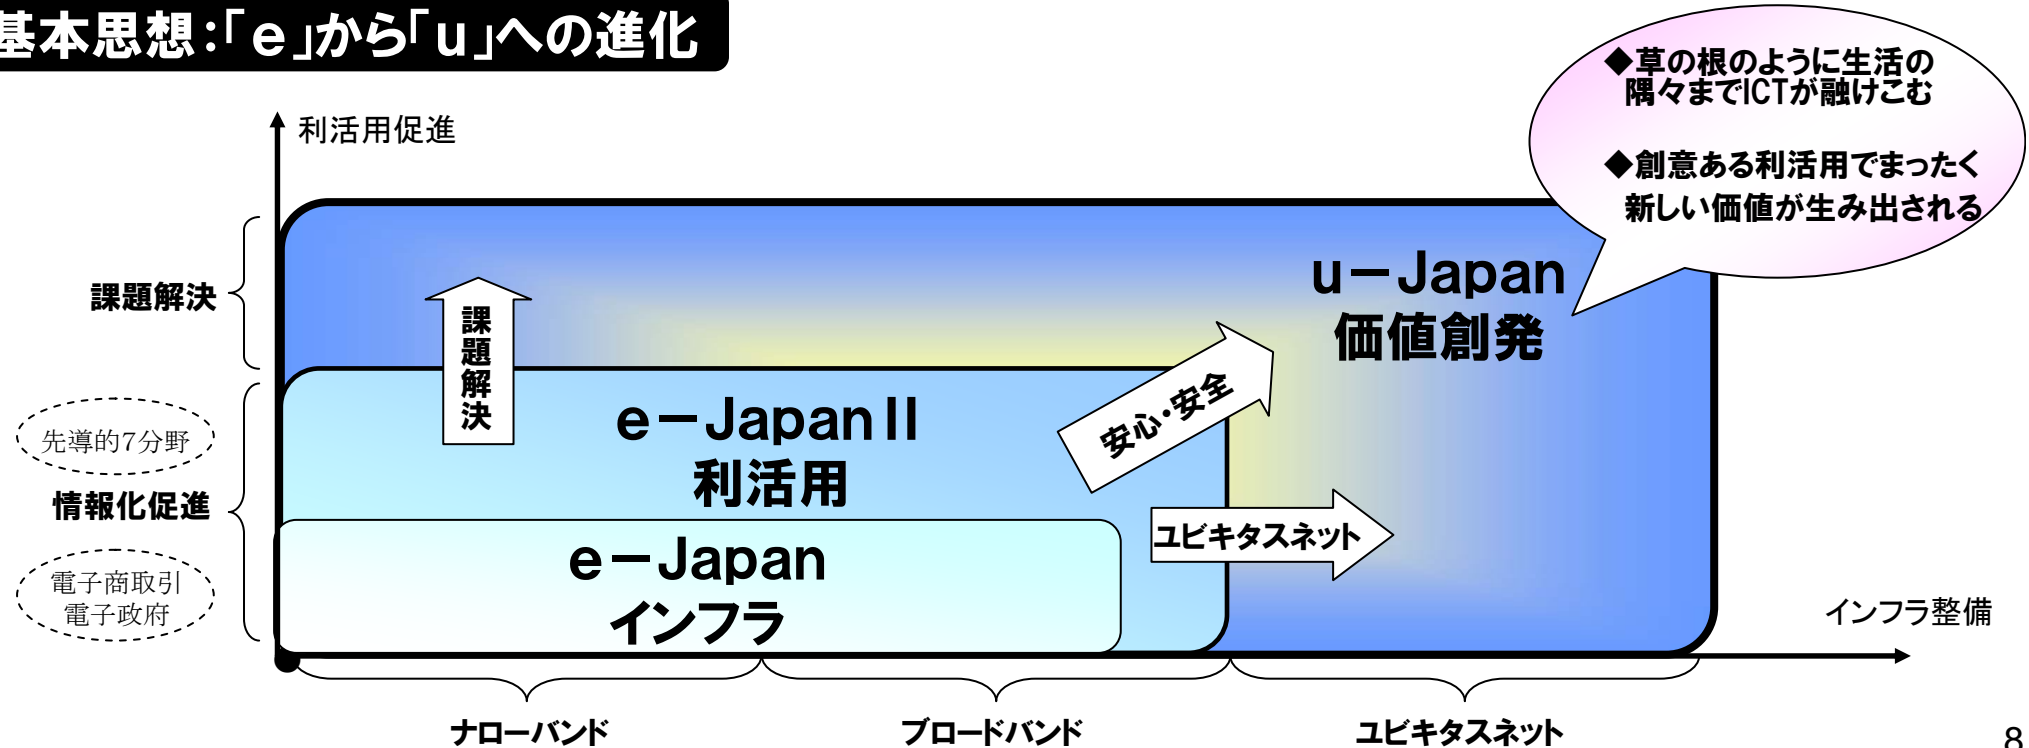 基本思想:「e」から「u」への進化
◆草の根のように生活の
隅々までICTが融けこむ
◆創意ある利活用でまったく
新しい価値が生み出される
利活用促進
課題解決
課題解決
u-Japan
価値創発
先導的7分野
情報化促進
電子商取引
電子政府
e-JapanⅡ
利活用
安心・安全
ユビキタスネット
e-Japan
インフラ
インフラ整備
ナローバンド
ブロードバンド
ユビキタスネット
8